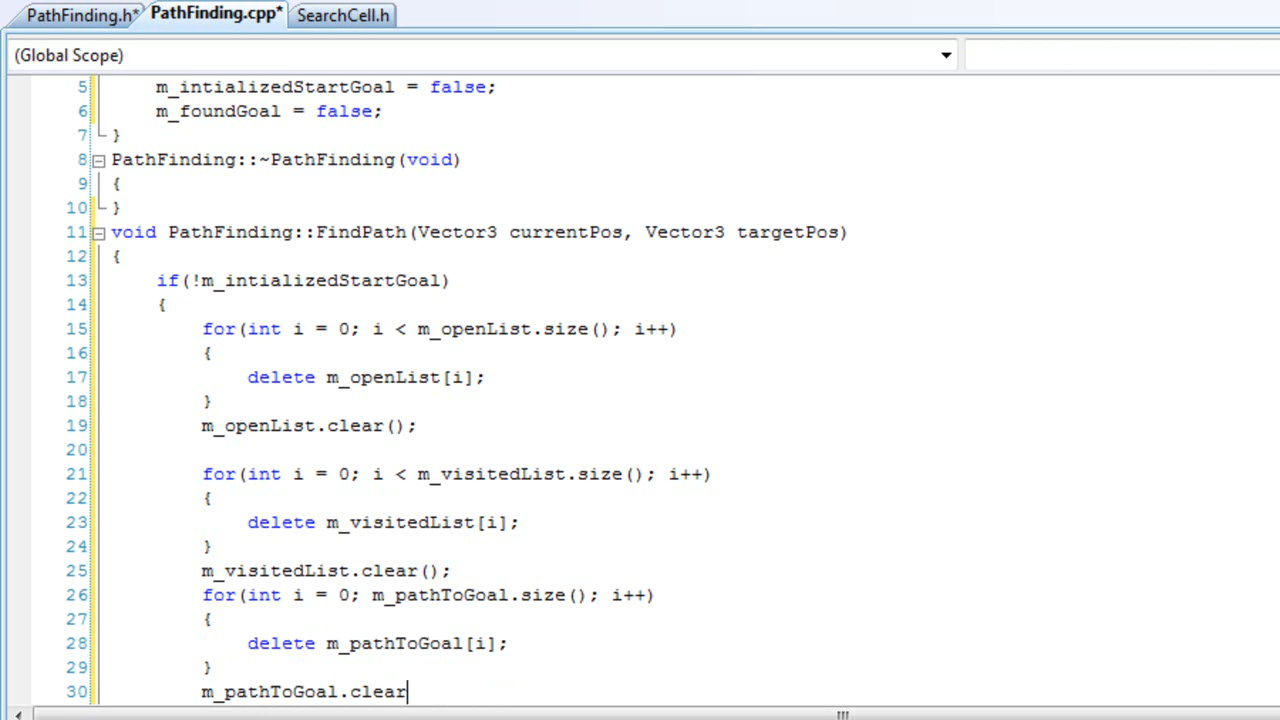 PathFinding.h* PathFinding.cpp* SearchCell.h
(Global Scope)
5 m_intializedStartGoal = false;
6 m_foundGoal = false;
7 }
8 PathFinding::~PathFinding(void)
9 {
10 }
11 void PathFinding::FindPath(Vector3 currentPos, Vector3 targetPos)
12 {
13 if(!m_intializedStartGoal)
14 {
15 for(int i = 0; i < m_openList.size(); i++)
16 {
17 delete m_openList[i];
18 }
19 m_openList.clear();
20
21 for(int i = 0; i < m_visitedList.size(); i++)
22 {
23 delete m_visitedList[i];
24 }
25 m_visitedList.clear();
26 for(int i = 0; m_pathToGoal.size(); i++)
27 {
28 delete m_pathToGoal[i];
29 }
30 m_pathToGoal.clear